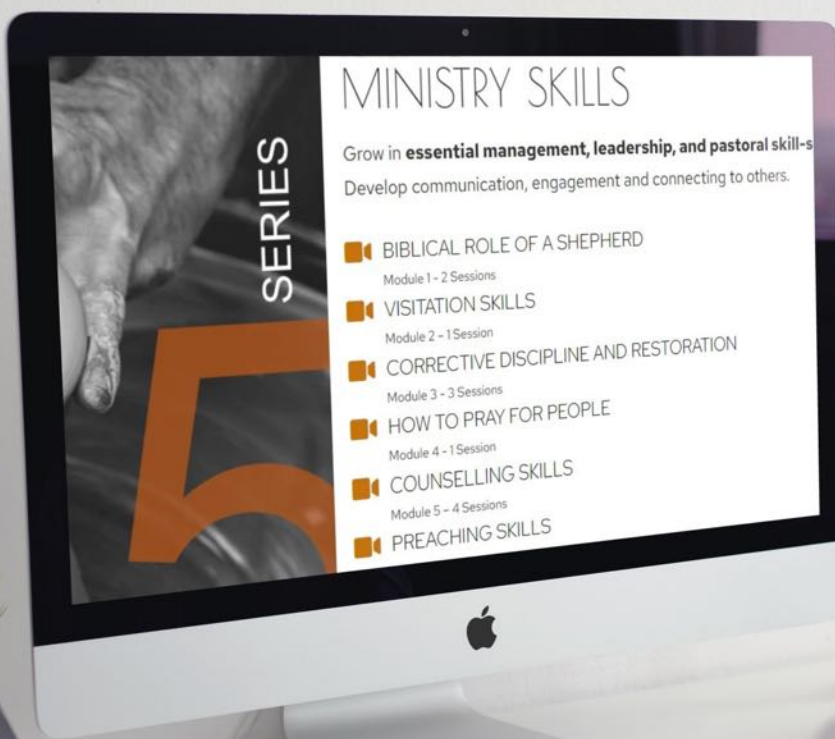 SERIES
5
MINISTRY SKILLS
Grow in essential management, leadership, and pastoral skill-s
Develop communication, engagement and connecting to others.
BIBLICAL ROLE OF A SHEPHERD
Module 1 - 2 Sessions
VISITATION SKILLS
Module 2 - 1 Session
CORRECTIVE DISCIPLINE AND RESTORATION
Module 3 - 3 Sessions
HOW TO PRAY FOR PEOPLE
Module 4 - 1 Session
COUNSELLING SKILLS
Module 5 - 4 Sessions
PREACHING SKILLS